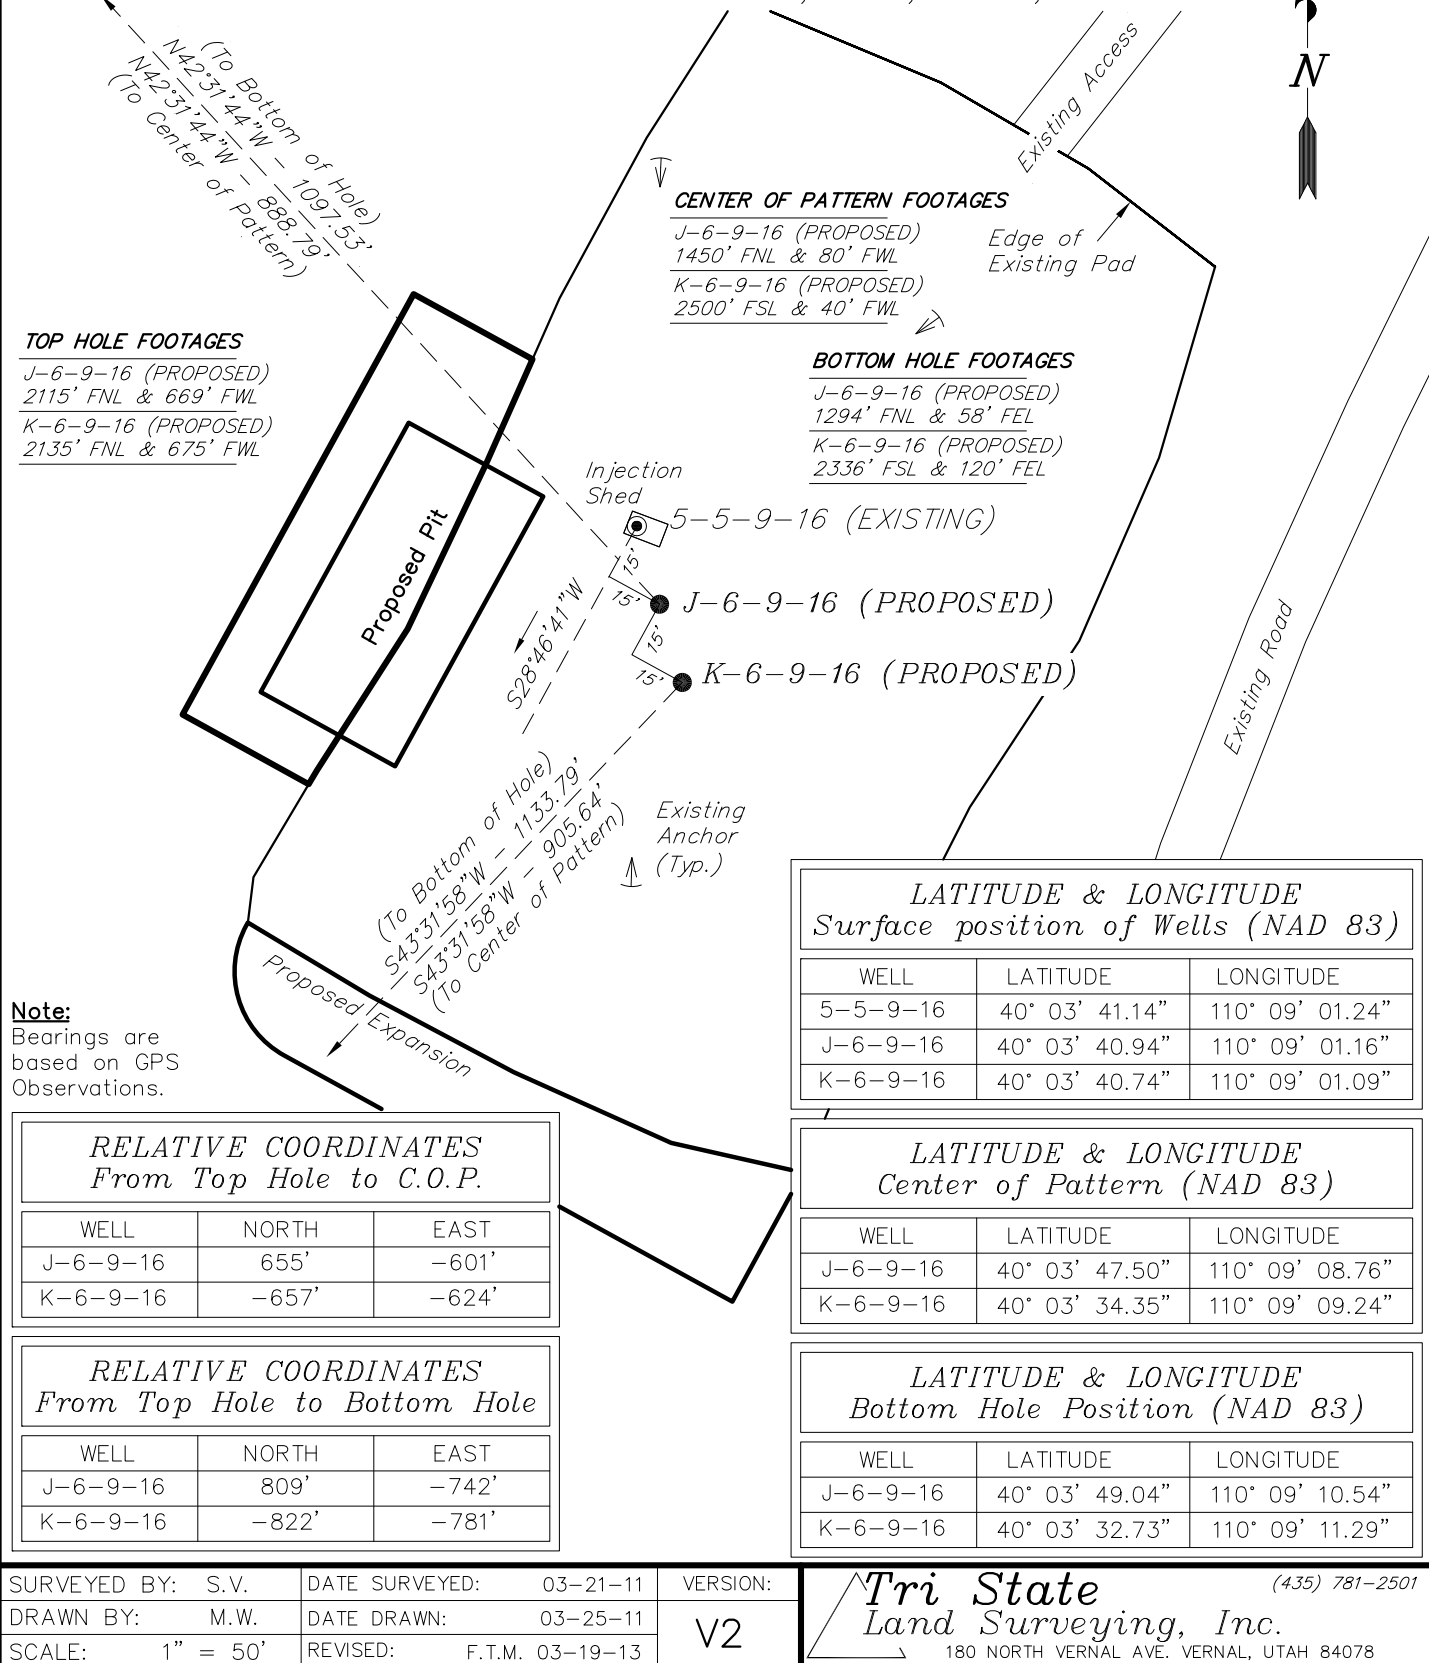 (To Bottom of Hole)
N42°31'44"W - 1097.53'
N42°31'44"W - 888.79'
(To Center of Pattern)
Existing Access
N
CENTER OF PATTERN FOOTAGES
J-6-9-16 (PROPOSED)
1450' FNL & 80' FWL
K-6-9-16 (PROPOSED)
2500' FSL & 40' FWL
Edge of
Existing Pad
TOP HOLE FOOTAGES
J-6-9-16 (PROPOSED)
2115' FNL & 669' FWL
K-6-9-16 (PROPOSED)
2135' FNL & 675' FWL
BOTTOM HOLE FOOTAGES
J-6-9-16 (PROPOSED)
1294' FNL & 58' FEL
K-6-9-16 (PROPOSED)
2336' FSL & 120' FEL
Injection
Shed
5-5-9-16 (EXISTING)
Proposed Pit
15'
15'
J-6-9-16 (PROPOSED)
S28°46'41"W
15'
15'
K-6-9-16 (PROPOSED)
Existing Road
(To Bottom of Hole)
S43°31'58"W - 1133.79'
S43°31'58"W - 905.64'
(To Center of Pattern)
Existing
Anchor
(Typ.)
Proposed Expansion
Note:
Bearings are
based on GPS
Observations.
LATITUDE & LONGITUDE
Surface position of Wells (NAD 83)
WELL LATITUDE LONGITUDE
5-5-9-16 40° 03' 41.14" 110° 09' 01.24"
J-6-9-16 40° 03' 40.94" 110° 09' 01.16"
K-6-9-16 40° 03' 40.74" 110° 09' 01.09"
RELATIVE COORDINATES
From Top Hole to C.O.P.
WELL NORTH EAST
J-6-9-16 655' -601'
K-6-9-16 -657' -624'
LATITUDE & LONGITUDE
Center of Pattern (NAD 83)
WELL LATITUDE LONGITUDE
J-6-9-16 40° 03' 47.50" 110° 09' 08.76"
K-6-9-16 40° 03' 34.35" 110° 09' 09.24"
RELATIVE COORDINATES
From Top Hole to Bottom Hole
WELL NORTH EAST
J-6-9-16 809' -742'
K-6-9-16 -822' -781'
LATITUDE & LONGITUDE
Bottom Hole Position (NAD 83)
WELL LATITUDE LONGITUDE
J-6-9-16 40° 03' 49.04" 110° 09' 10.54"
K-6-9-16 40° 03' 32.73" 110° 09' 11.29"
SURVEYED BY: S.V. DATE SURVEYED: 03-21-11 VERSION:
DRAWN BY: M.W. DATE DRAWN: 03-25-11
V2
SCALE: 1" = 50' REVISED: F.T.M. 03-19-13
Tri State
(435) 781-2501
Land Surveying, Inc.
180 NORTH VERNAL AVE. VERNAL, UTAH 84078